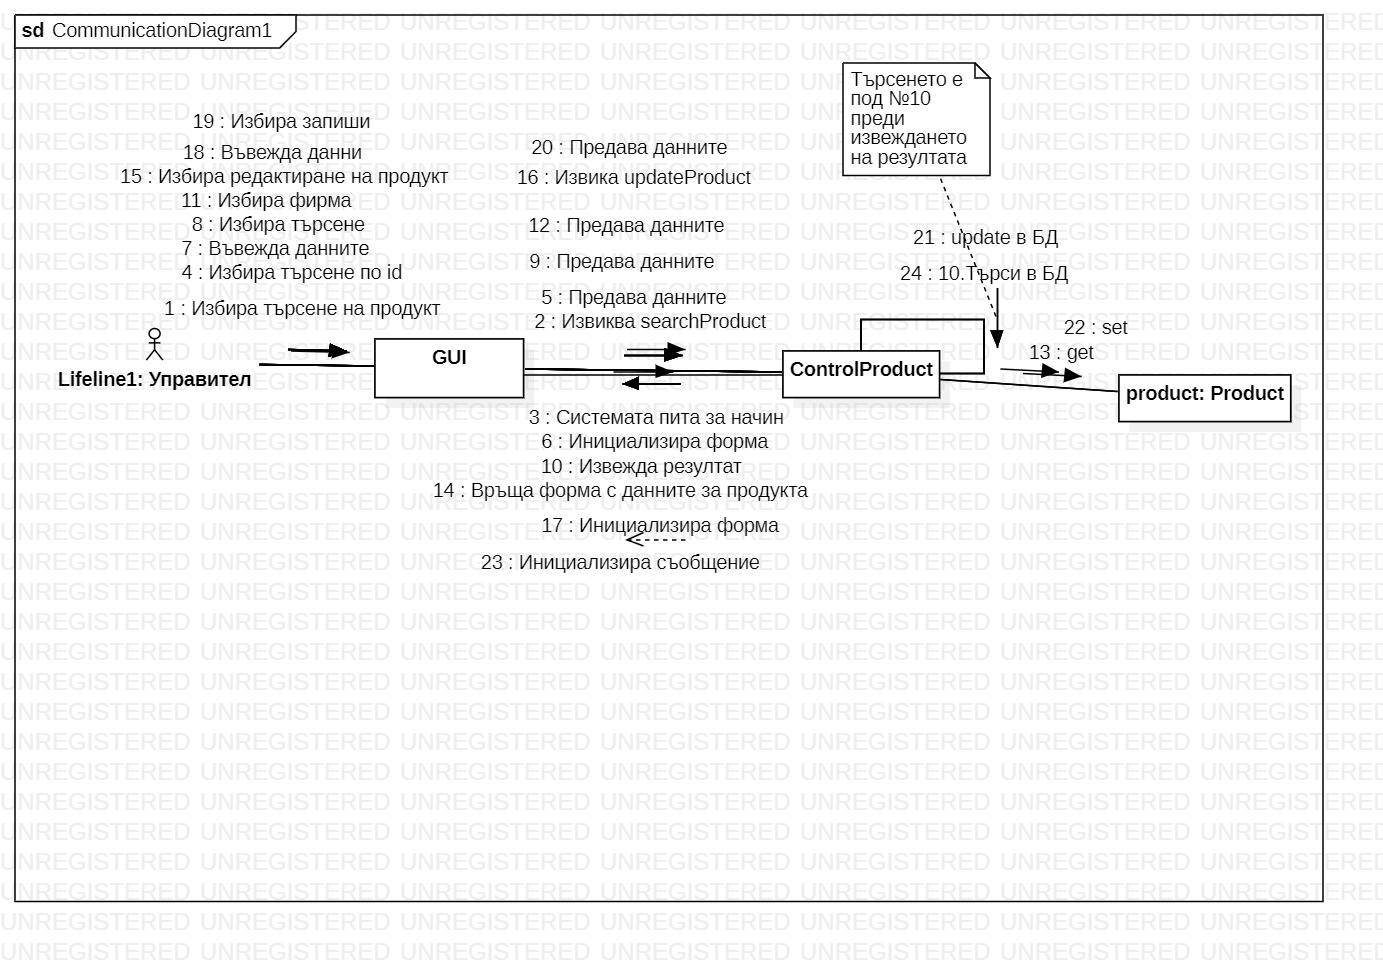 sd CommunicationDiagram1
Търсенето е
под №10
преди
извеждането
на резултата
19 : Избира запиши
18 : Въвежда данни
15 : Избира редактиране на продукт
11 : Избира фирма
8 : Избира търсене
7 : Въвежда данните
4 : Избира търсене по id
1 : Избира търсене на продукт
20 : Предава данните
16 : Извика updateProduct
12 : Предава данните
9 : Предава данните
5 : Предава данните
2 : Извиква searchProduct
21 : update в БД
24 : 10.Търси в БД
22 : set
13 : get
Lifeline1: Управител
GUI
ControlProduct
product: Product
3 : Системата пита за начин
6 : Инициализира форма
10 : Извежда резултат
14 : Връща форма с данните за продукта
17 : Инициализира форма
23 : Инициализира съобщение
UNREGISTERED